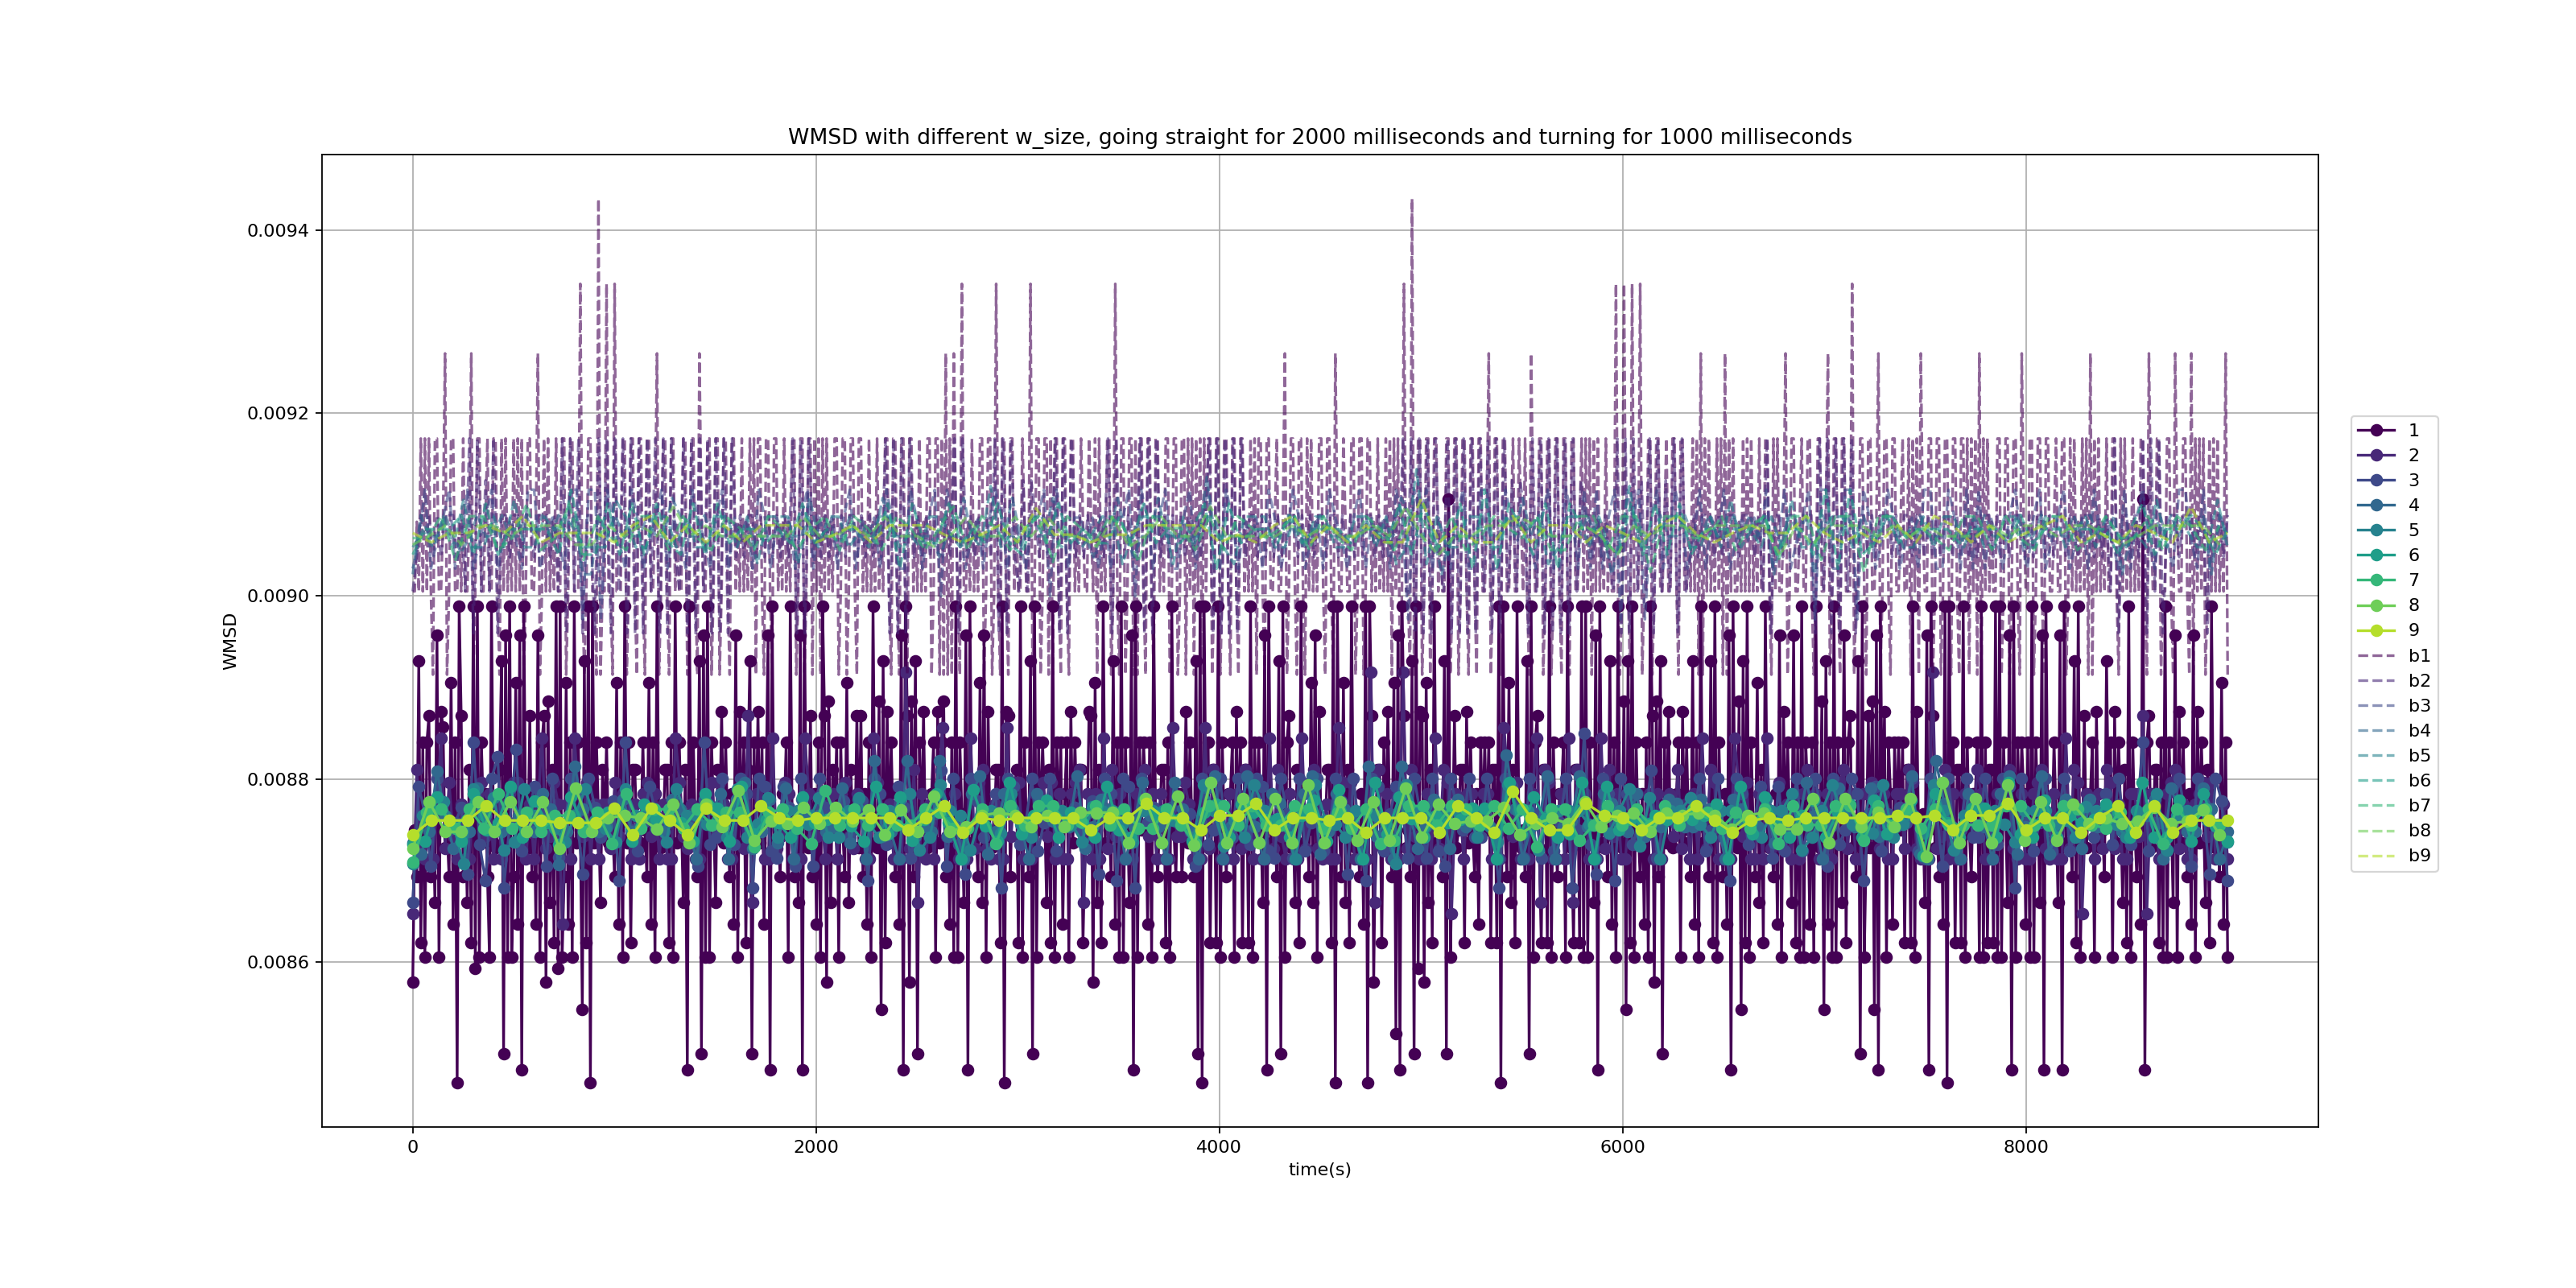 WMSD with different w_size, going straight for 2000 milliseconds and turning for 1000 milliseconds
0.0094
0.0092
0.0090
0.0088
0.0086
WMSD
0
2000
4000
6000
8000
time(s)
1
2
3
4
5
6
7
8
9
b1
b2
b3
b4
b5
b6
b7
b8
b9